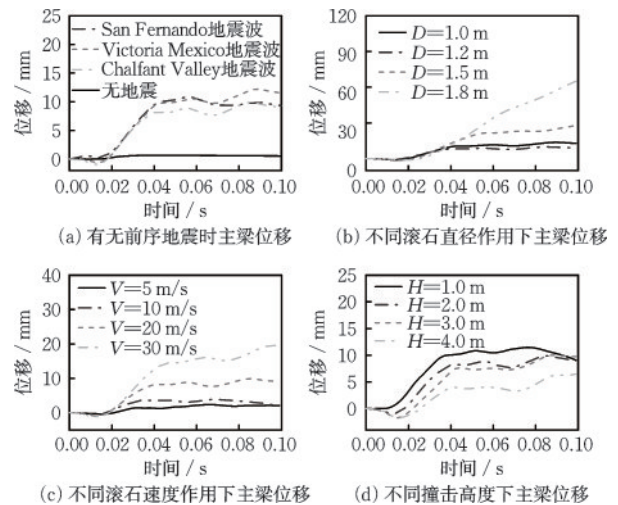 25
20
15
10
5
0
位移 / mm
San Fernando地震波
Victoria Mexico地震波
Chalfant Valley地震波
无地震
0.00 0.02 0.04 0.06 0.08 0.10
时间 / s
(a) 有无前序地震时主梁位移
120
90
60
30
0
位移 / mm
D=1.0 m
D=1.2 m
D=1.5 m
D=1.8 m
0.00 0.02 0.04 0.06 0.08 0.10
时间 / s
(b) 不同滚石直径作用下主梁位移
40
30
20
10
0
位移 / mm
V=5 m/s
V=10 m/s
V=20 m/s
V=30 m/s
0.00 0.02 0.04 0.06 0.08 0.10
时间 / s
(c) 不同滚石速度作用下主梁位移
25
20
15
10
5
0
位移 / mm
H=1.0 m
H=2.0 m
H=3.0 m
H=4.0 m
0.00 0.02 0.04 0.06 0.08 0.10
时间 / s
(d) 不同撞击高度下主梁位移